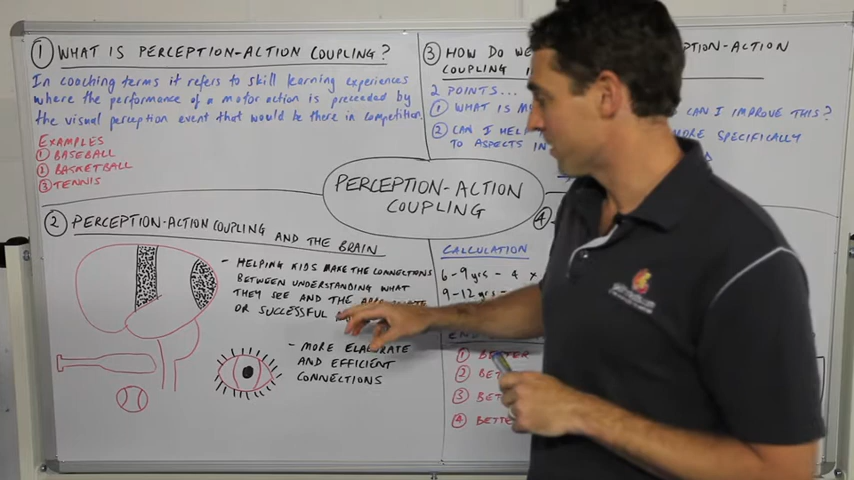 ① WHAT IS PERCEPTION-ACTION COUPLING?
In coaching terms it refers to skill learning experiences
where the performance of a motor action is preceded by
the visual perception event that would be there in competition.
EXAMPLES
① BASEBALL
② BASKETBALL
③ TENNIS
③ HOW DO WE PTION-ACTION
COUPLING
2 POINTS...
① WHAT IS CAN I IMPROVE THIS?
② CAN I MORE SPECIFICALLY
TO ASPECTS IN
PERCEPTION-ACTION
COUPLING
② PERCEPTION-ACTION COUPLING AND THE BRAIN
- HELPING KIDS MAKE THE CONNECTIONS
BETWEEN UNDERSTANDING WHAT
THEY SEE AND THE
OR SUCCESSFUL
- MORE ELABORATE
AND EFFICIENT
CONNECTIONS
④
CALCULATION
6-9 yrs - 4 x
9-12 yrs -
① BETTER
② BET
③ BET
④ BETTE